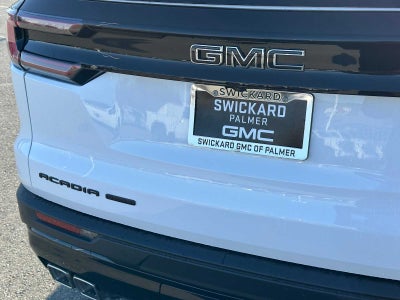 GMC
SWICKARD
SWICKARD
PALMER
GMC
SWICKARD GMC OF PALMER
ACADIA